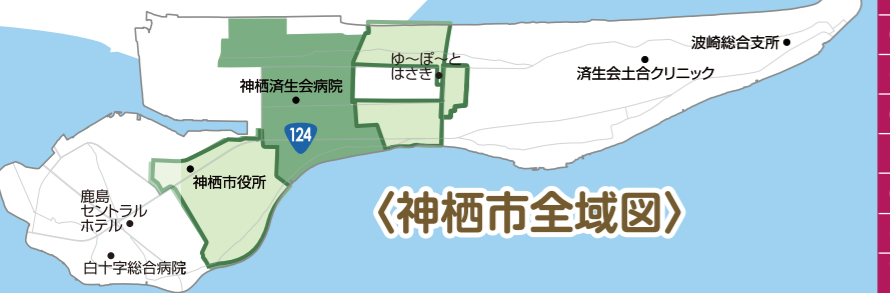 波崎総合支所
ゆ〜ぽ〜と
はさき
済生会土合クリニック
神栖済生会病院
124
神栖市役所
鹿島
セントラル
ホテル
〈神栖市全域図〉
白十字総合病院